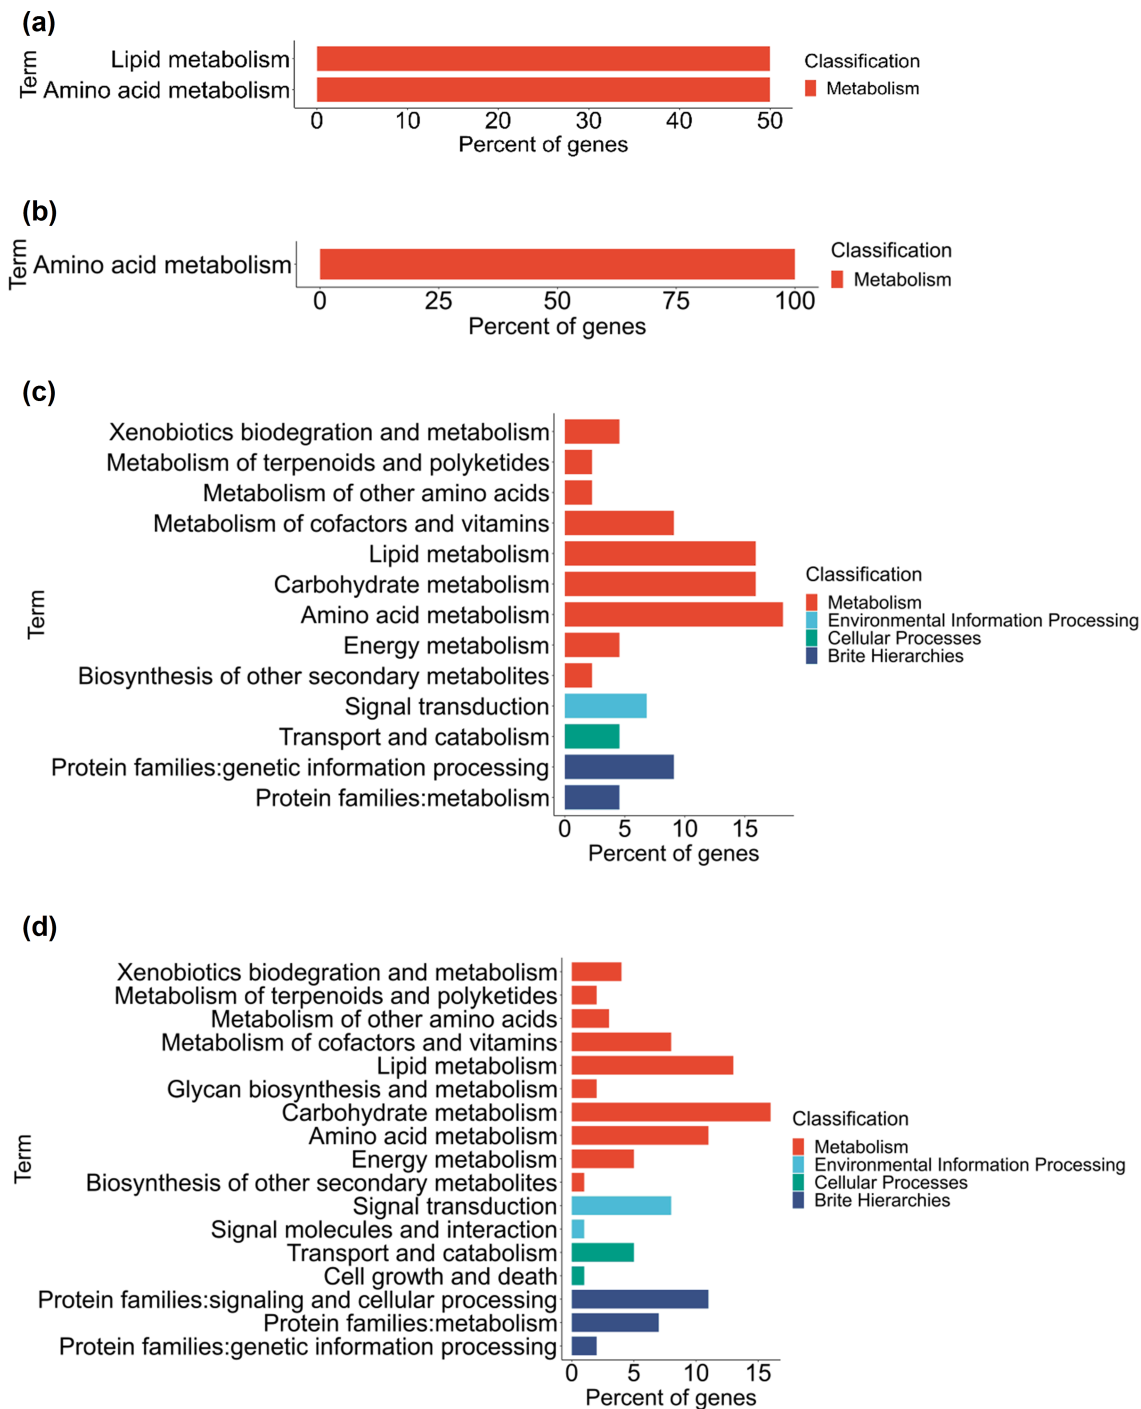 (a)
Term
Lipid metabolism
Amino acid metabolism
0 10 20 30 40 50
Percent of genes
Classification
Metabolism
(b)
Term
Amino acid metabolism
0 25 50 75 100
Percent of genes
Classification
Metabolism
(c)
Term
Xenobiotics biodegration and metabolism
Metabolism of terpenoids and polyketides
Metabolism of other amino acids
Metabolism of cofactors and vitamins
Lipid metabolism
Carbohydrate metabolism
Amino acid metabolism
Energy metabolism
Biosynthesis of other secondary metabolites
Signal transduction
Transport and catabolism
Protein families:genetic information processing
Protein families:metabolism
0 5 10 15
Percent of genes
Classification
Metabolism
Environmental Information Processing
Cellular Processes
Brite Hierarchies
(d)
Term
Xenobiotics biodegration and metabolism
Metabolism of terpenoids and polyketides
Metabolism of other amino acids
Metabolism of cofactors and vitamins
Lipid metabolism
Glycan biosynthesis and metabolism
Carbohydrate metabolism
Amino acid metabolism
Energy metabolism
Biosynthesis of other secondary metabolites
Signal transduction
Signal molecules and interaction
Transport and catabolism
Cell growth and death
Protein families:signaling and cellular processing
Protein families:metabolism
Protein families:genetic information processing
0 5 10 15
Percent of genes
Classification
Metabolism
Environmental Information Processing
Cellular Processes
Brite Hierarchies